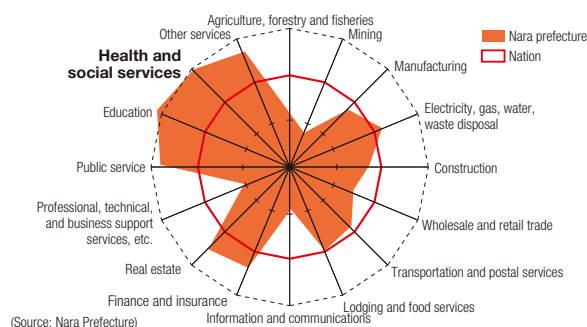 Agriculture, forestry and fisheries
Mining
Manufacturing
Electricity, gas, water,
waste disposal
Construction
Wholesale and retail trade
Transportation and postal services
Lodging and food services
Information and communications
Finance and insurance
Real estate
Professional, technical,
and business support
services, etc.
Public service
Education
Health and
social services
Other services
Nara prefecture
Nation
(Source: Nara Prefecture)